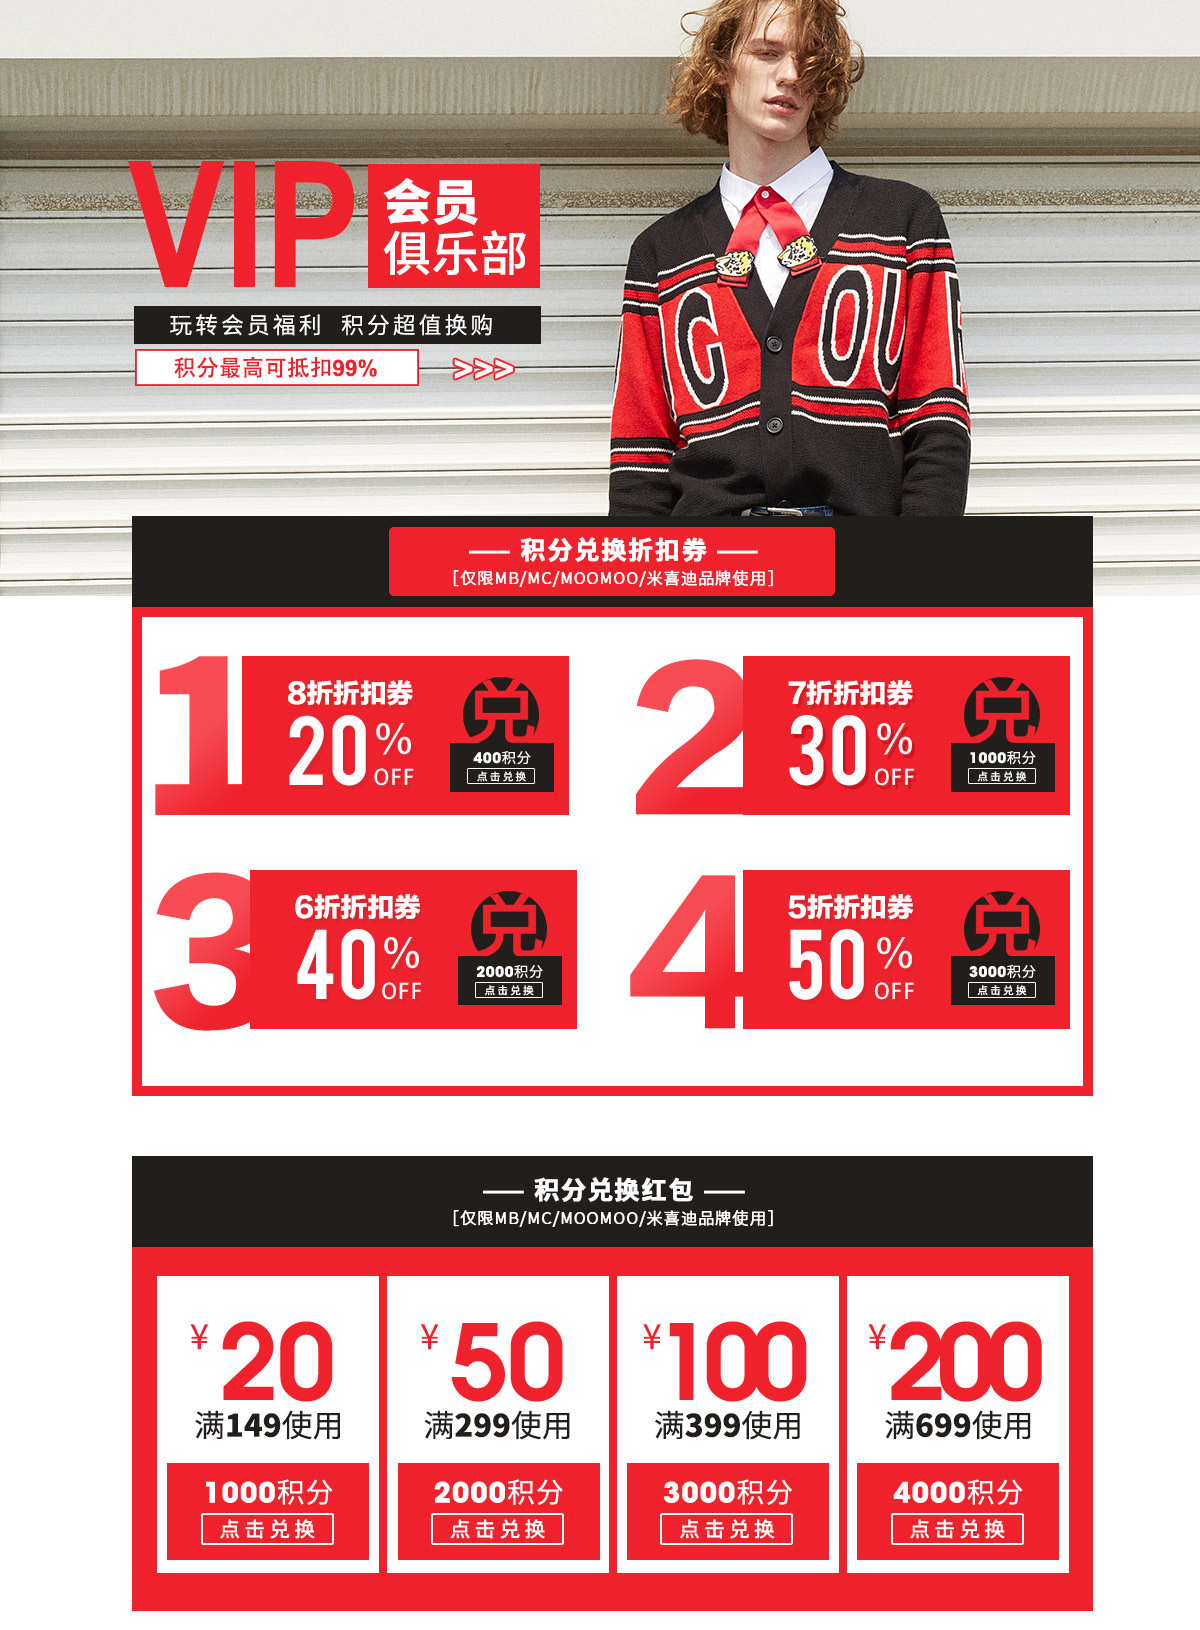 VIP
会员
俱乐部
玩转会员福利 积分超值换购
积分最高可抵扣99%
G OU
积分兑换折扣券
[仅限MB/MC/MOOMOO/米喜迪品牌使用]
1
8折折扣券
20%
OFF
兑
400积分
点击兑换
2
7折折扣券
30%
OFF
兑
1000积分
点击兑换
3
6折折扣券
40%
OFF
兑
2000积分
点击兑换
4
5折折扣券
50%
OFF
兑
3000积分
点击兑换
积分兑换红包
[仅限MB/MC/MOOMOO/米喜迪品牌使用]
¥20
满149使用
1000积分
点击兑换
¥50
满299使用
2000积分
点击兑换
¥100
满399使用
3000积分
点击兑换
¥200
满699使用
4000积分
点击兑换